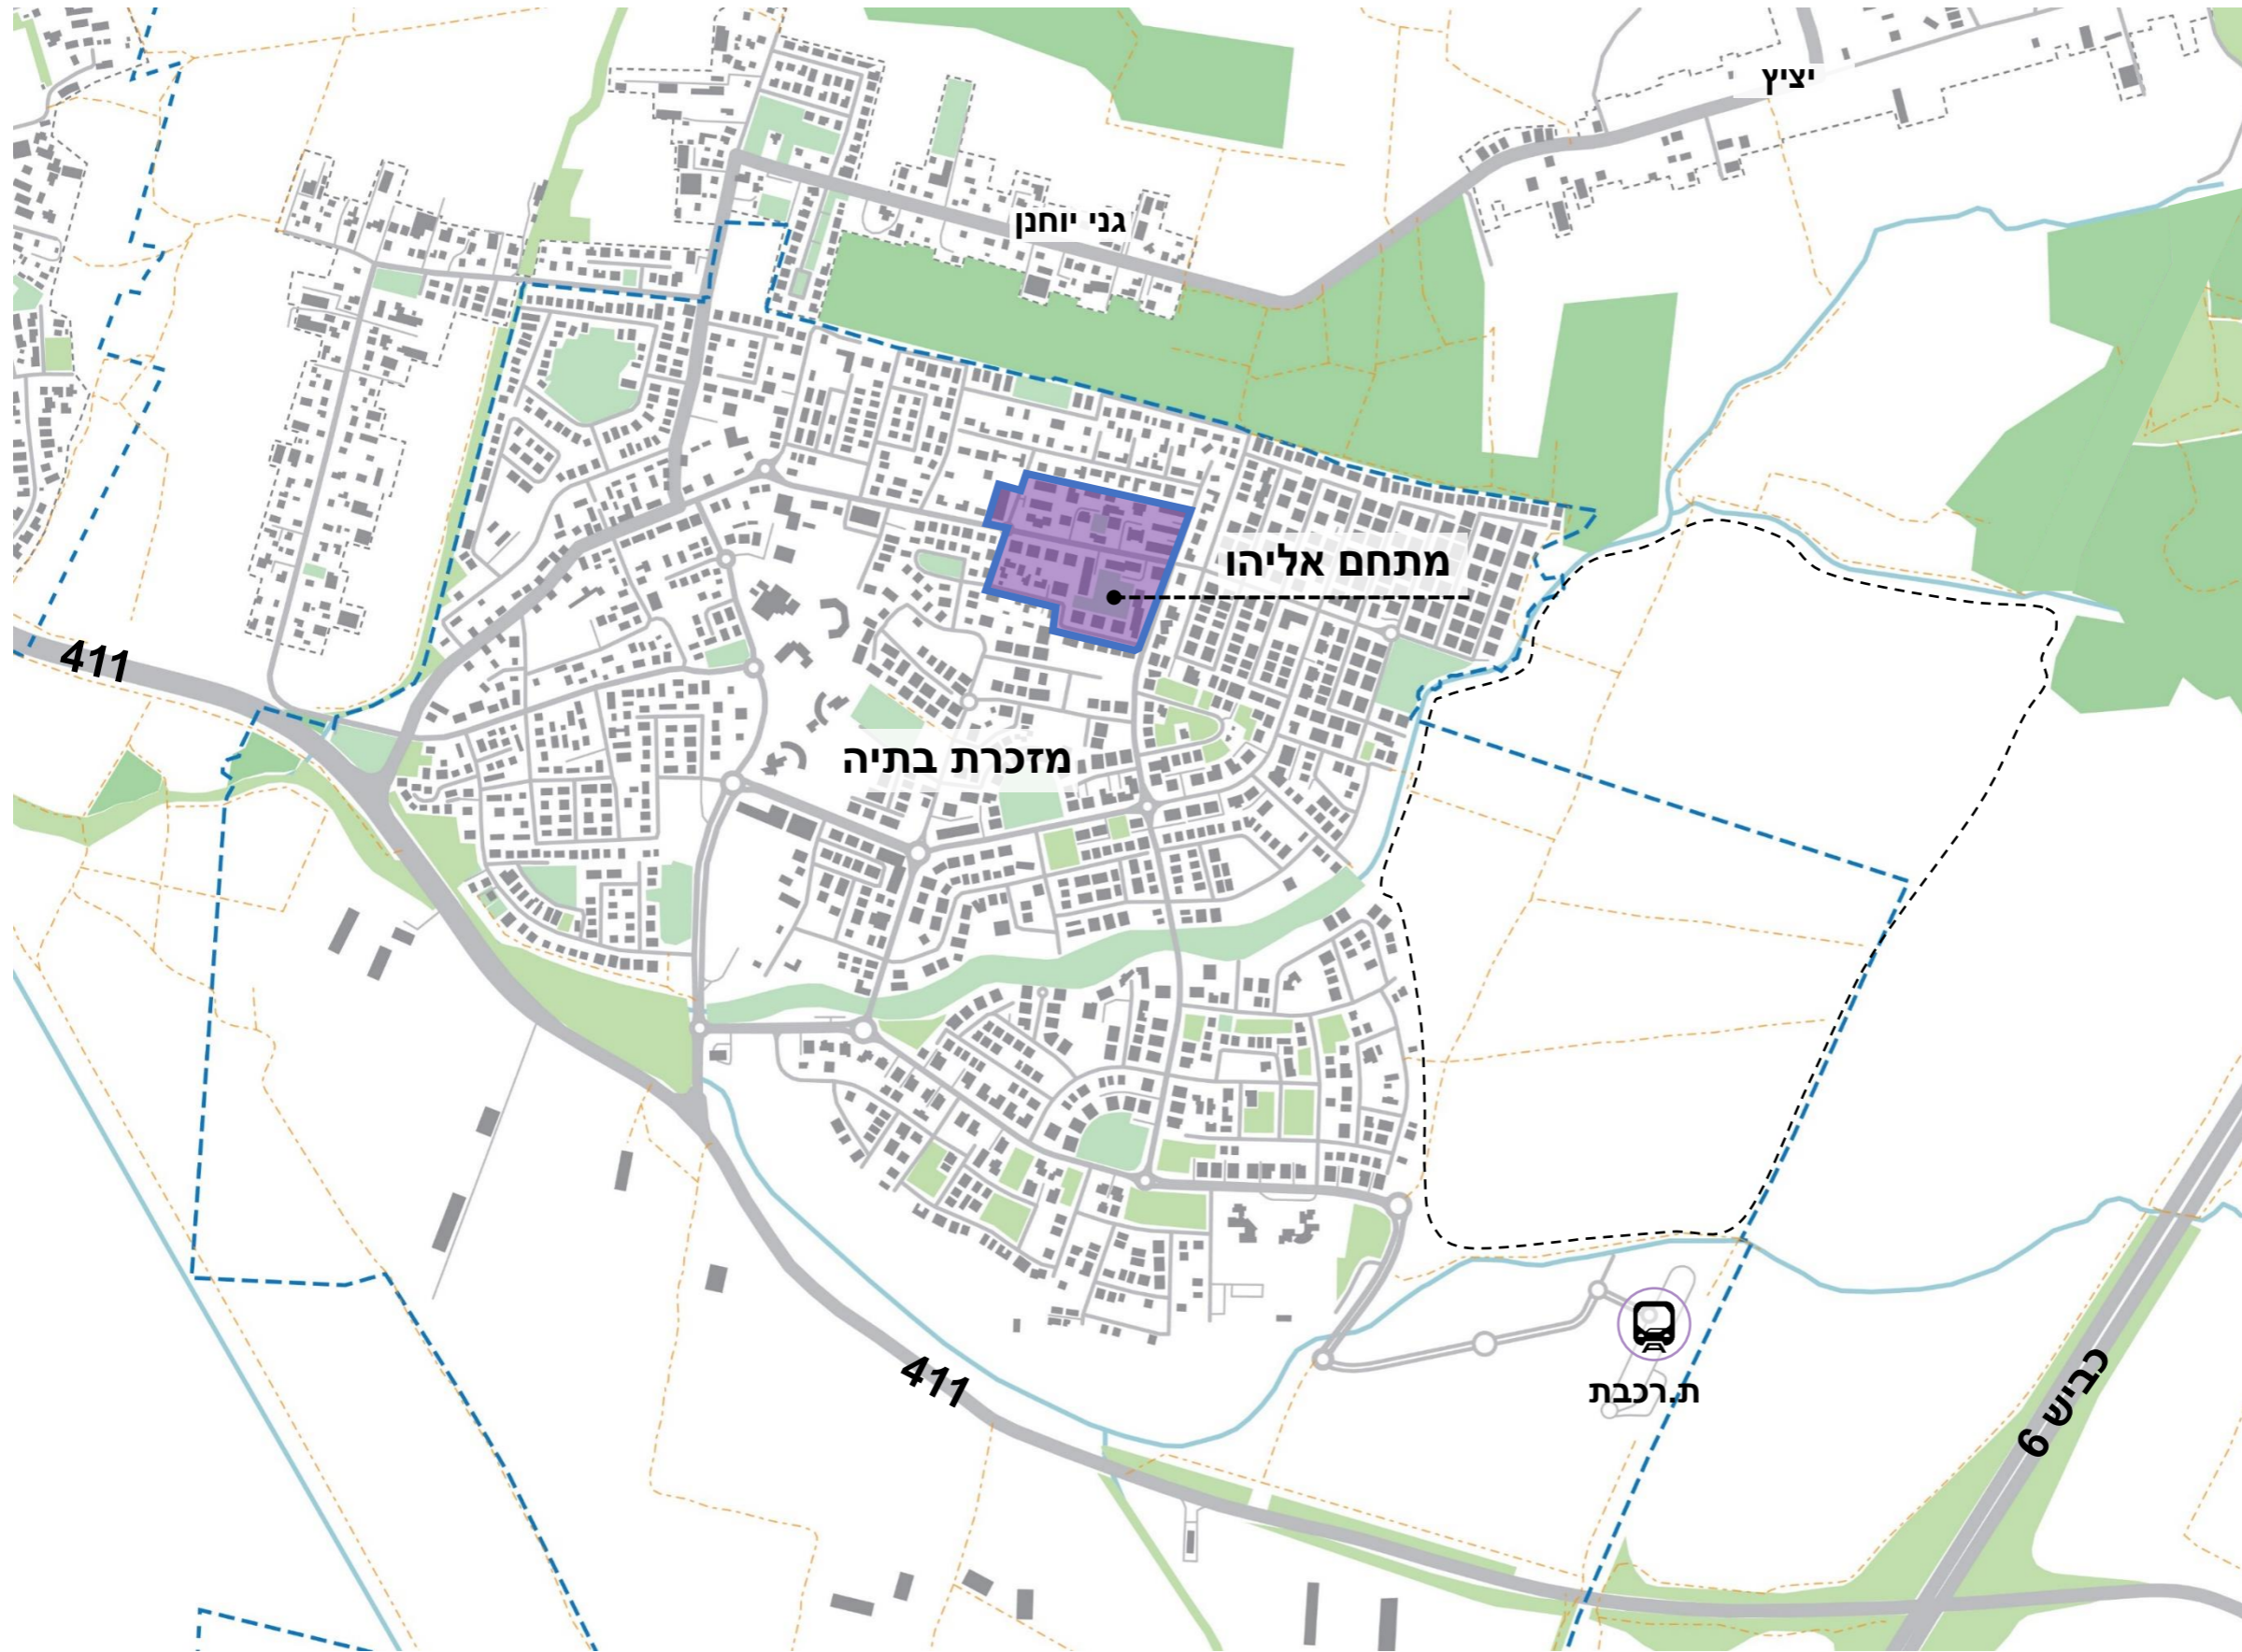 יציץ
גני יוחנן
מתחם אליהו
411
מזכרת בתיה
411
ת.רכבת
כביש 6